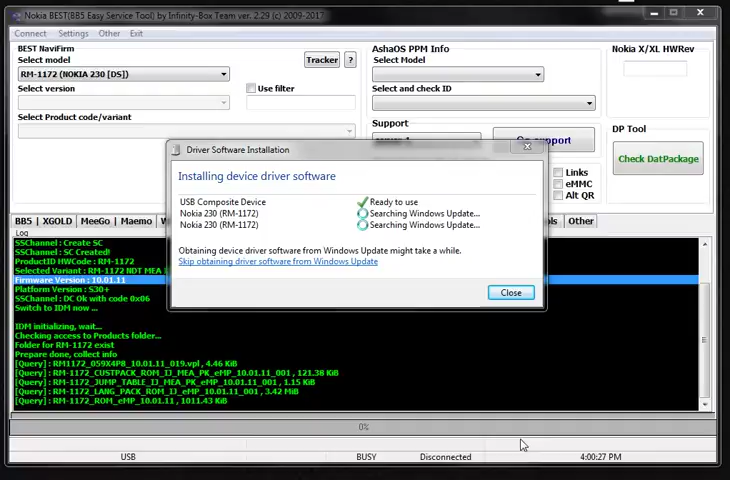 Nokia BEST(BB5 Easy Service Tool) by Infinity-Box Team ver. 2.29 (c) 2009-2017
Connect Settings Other Exit
BEST NaviFirm
Select model
Tracker
?
RM-1172 (NOKIA 230 [DS])
Select version
Use filter
Select Product code/variant
AshaOS PPM Info
Select Model
Select and check ID
Support
support
Nokia X/XL HWRev
DP Tool
Check DatPackage
Links
eMMC
Alt QR
Driver Software Installation
Installing device driver software
USB Composite Device Ready to use
Nokia 230 (RM-1172) Searching Windows Update...
Nokia 230 (RM-1172) Searching Windows Update...
Obtaining device driver software from Windows Update might take a while.
Skip obtaining driver software from Windows Update
Close
BB5 | XGOLD MeeGo | Maemo Other
Log
SSChannel : Create SC
SSChannel : SC Created!
ProductID HWCode : RM-1172
Selected Variant : RM-1172 NDT MEA
Firmware Version : 10.01.11
Platform Version : S30+
SSChannel : DC Ok with code 0x06
Switch to IDM now ...
IDM initializing, wait...
Checking access to Products folder...
Folder for RM-1172 exist
Prepare done, collect info
[Query] : RM1172_059X4P8_10.01.11_019.vpl , 4.46 KiB
[Query] : RM-1172_CUSTPACK_ROM_IJ_MEA_PK_eMP_10.01.11_001 , 121.38 KiB
[Query] : RM-1172_JUMP_TABLE_IJ_MEA_PK_eMP_10.01.11_001 , 1.15 KiB
[Query] : RM-1172_LANG_PACK_ROM_IJ_eMP_10.01.11_001 , 3.42 MiB
[Query] : RM-1172_ROM_eMP_10.01.11 , 1011.43 KiB
0%
USB BUSY Disconnected 4:00:27 PM